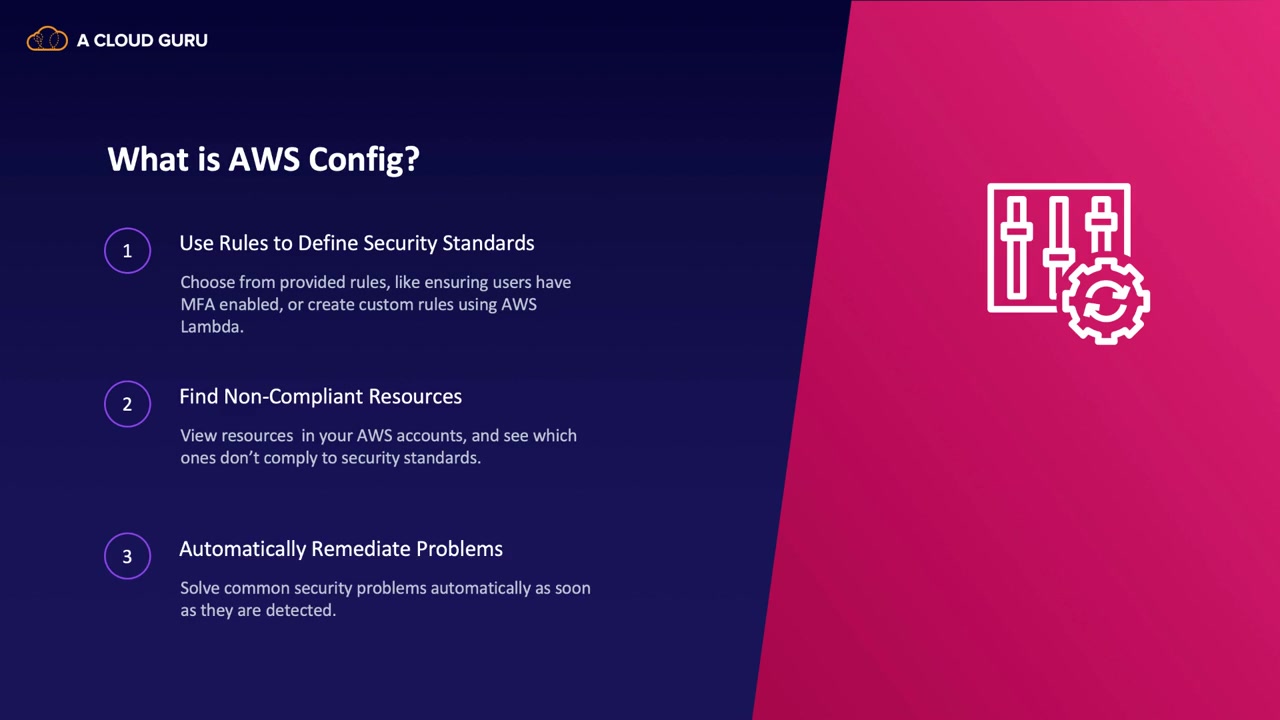 A CLOUD GURU
What is AWS Config?
1
Use Rules to Define Security Standards
Choose from provided rules, like ensuring users have
MFA enabled, or create custom rules using AWS
Lambda.
2
Find Non-Compliant Resources
View resources  in your AWS accounts, and see which
ones don’t comply to security standards.
3
Automatically Remediate Problems
Solve common security problems automatically as soon
as they are detected.